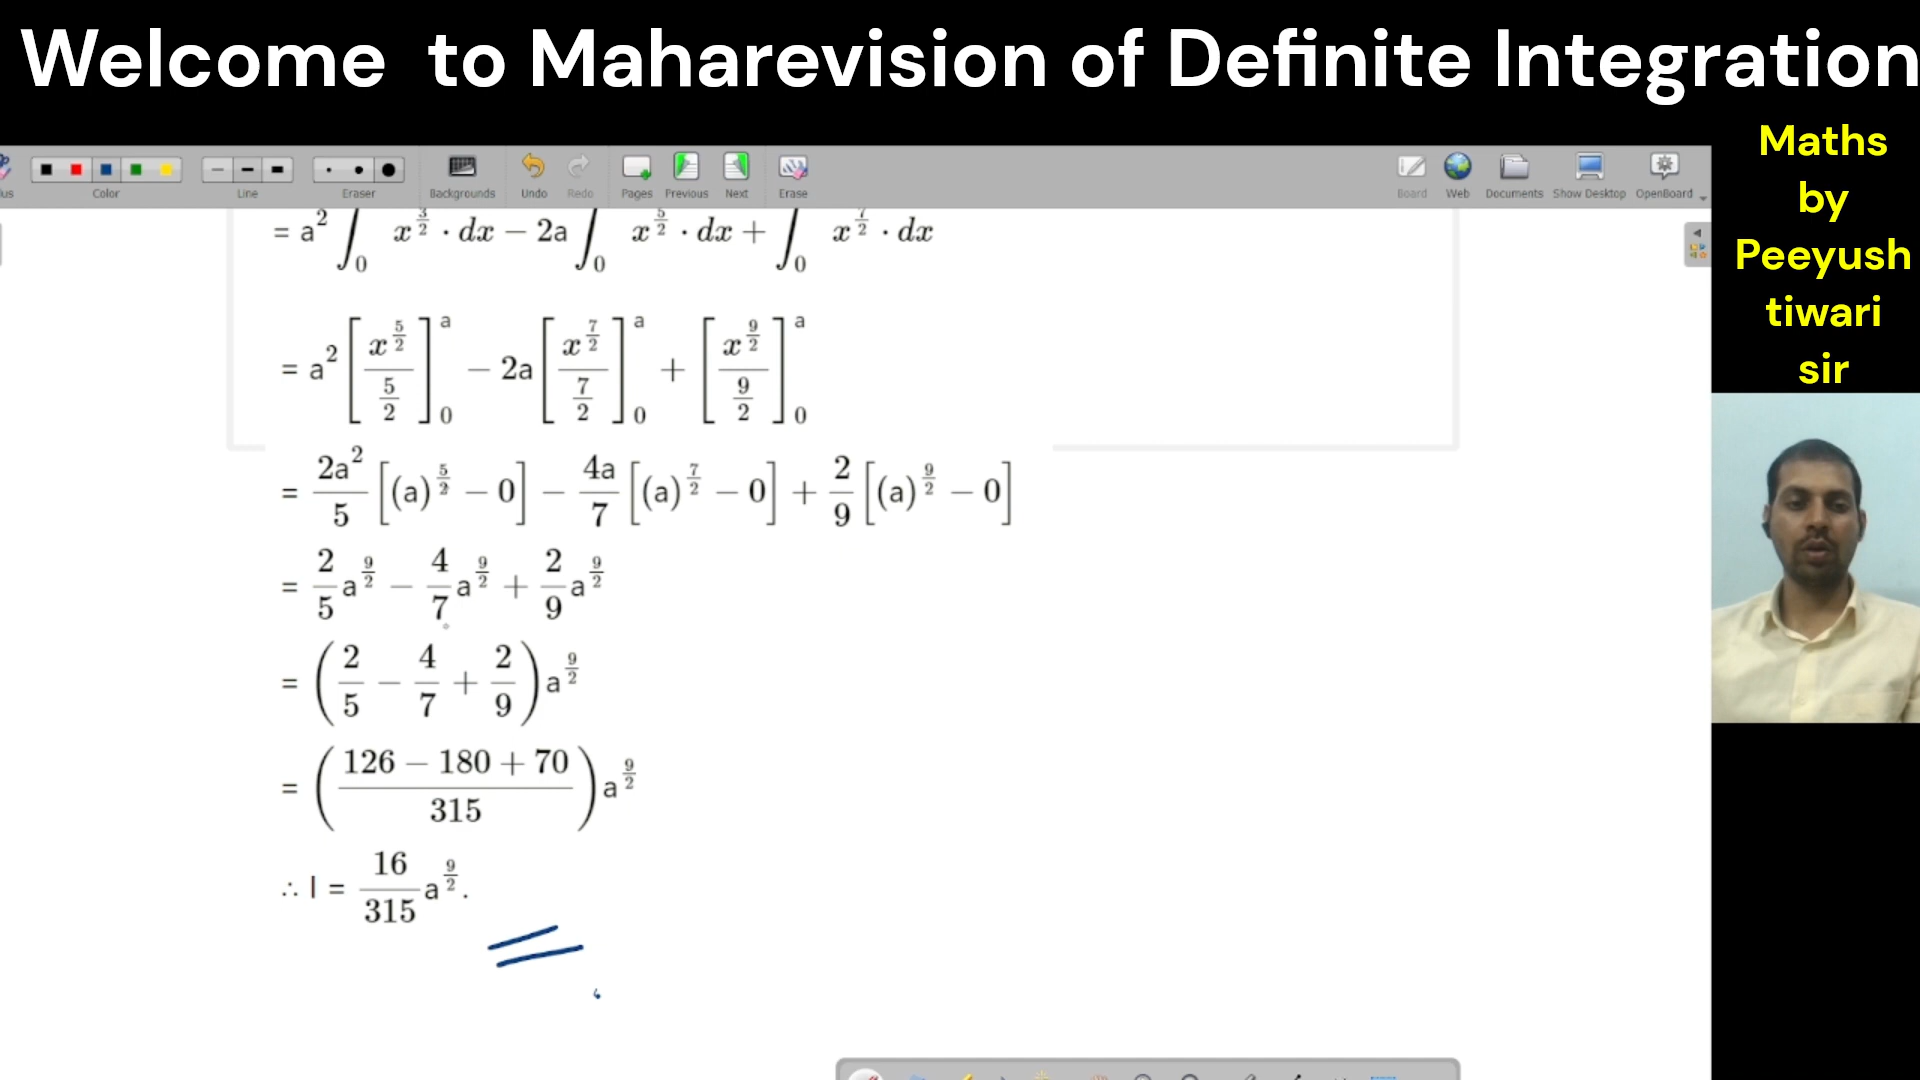 Welcome to Maharevision of Definite Integration
Maths
by
Peeyush
tiwari
sir
Color Line Eraser Backgrounds Undo Redo Pages Previous Next Erase Board Web Documents Show Desktop OpenBoard
= a² ∫₀ x^(3/2) · dx − 2a ∫₀ x^(5/2) · dx + ∫₀ x^(7/2) · dx
= a² [x^(5/2) / (5/2)]₀^a − 2a [x^(7/2) / (7/2)]₀^a + [x^(9/2) / (9/2)]₀^a
= 2a²/5 [(a)^(5/2) − 0] − 4a/7 [(a)^(7/2) − 0] + 2/9 [(a)^(9/2) − 0]
= 2/5 a^(9/2) − 4/7 a^(9/2) + 2/9 a^(9/2)
= (2/5 − 4/7 + 2/9) a^(9/2)
= ((126 − 180 + 70)/315) a^(9/2)
∴ I = 16/315 a^(9/2).